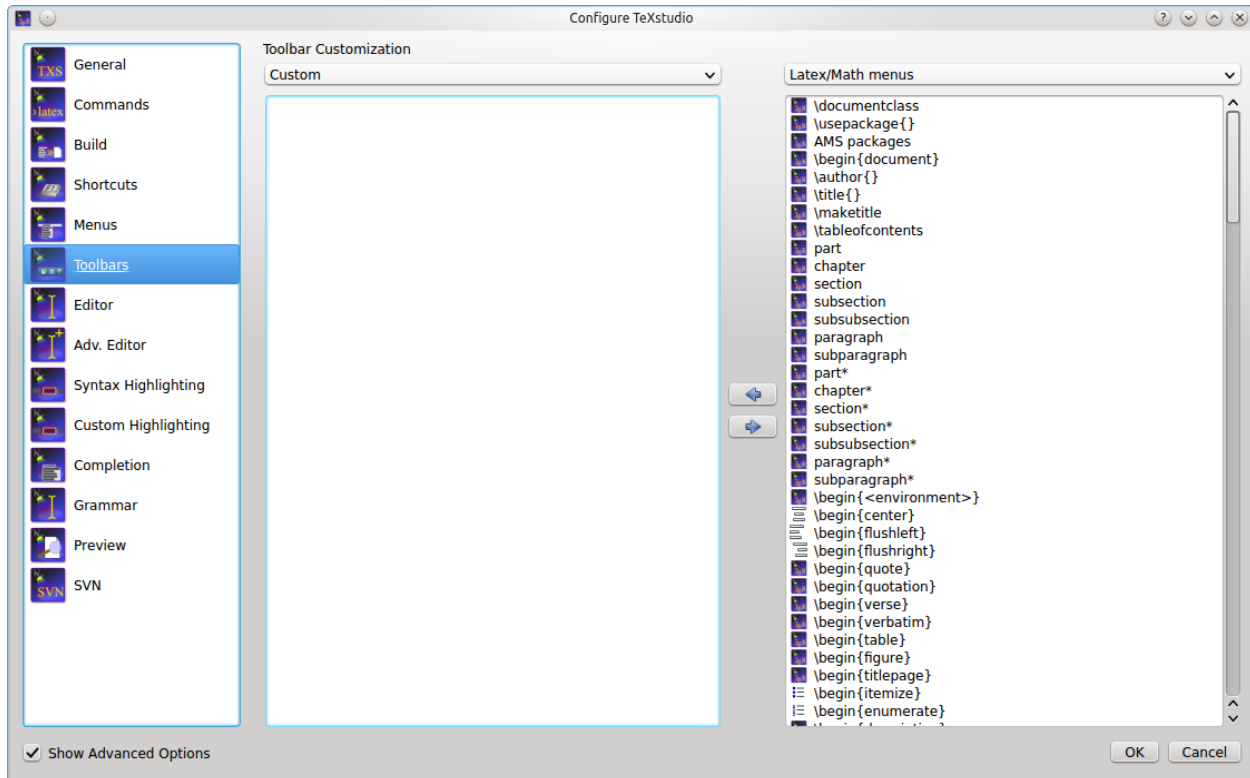 Configure TeXstudio
TXS
General
>latex
Commands
Build
Shortcuts
Menus
Toolbars
Editor
Adv. Editor
Syntax Highlighting
Custom Highlighting
Completion
Grammar
Preview
SVN
SVN
Show Advanced Options
Toolbar Customization
Custom
Latex/Math menus
\documentclass
\usepackage{}
AMS packages
\begin{document}
\author{}
\title{}
\maketitle
\tableofcontents
part
chapter
section
subsection
subsubsection
paragraph
subparagraph
part*
chapter*
section*
subsection*
subsubsection*
paragraph*
subparagraph*
\begin{<environment>}
\begin{center}
\begin{flushleft}
\begin{flushright}
\begin{quote}
\begin{quotation}
\begin{verse}
\begin{verbatim}
\begin{table}
\begin{figure}
\begin{titlepage}
\begin{itemize}
\begin{enumerate}
OK
Cancel